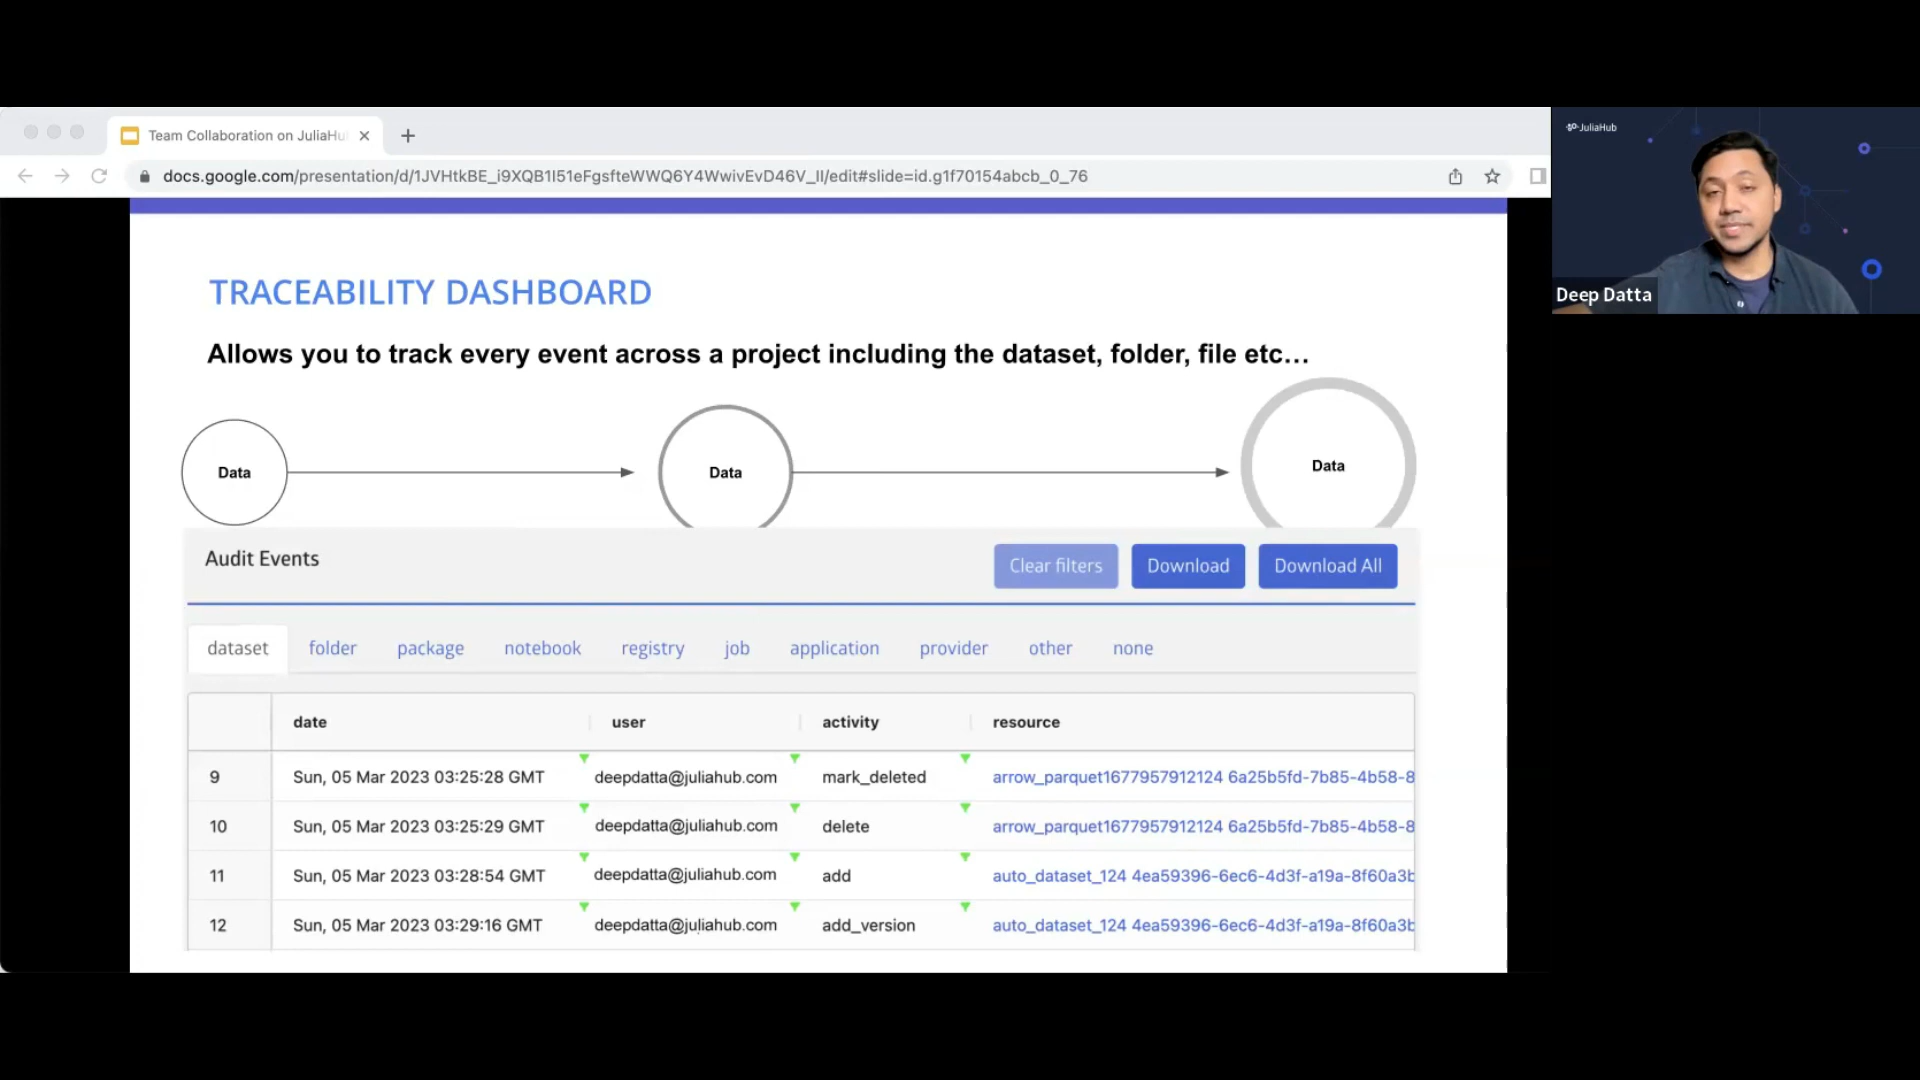 Team Collaboration on JuliaHu
docs.google.com/presentation/d/1JVHtkBE_i9XQB1I51eFgsfteWWQ6Y4WwivEvD46V_II/edit#slide=id.g1f70154abcb_0_76
JuliaHub
Deep Datta
TRACEABILITY DASHBOARD
Allows you to track every event across a project including the dataset, folder, file etc…
Data Data Data
Audit Events Clear filters Download Download All
dataset folder package notebook registry job application provider other none
date user activity resource
9 Sun, 05 Mar 2023 03:25:28 GMT deepdatta@juliahub.com mark_deleted arrow_parquet1677957912124 6a25b5fd-7b85-4b58-8
10 Sun, 05 Mar 2023 03:25:29 GMT deepdatta@juliahub.com delete arrow_parquet1677957912124 6a25b5fd-7b85-4b58-8
11 Sun, 05 Mar 2023 03:28:54 GMT deepdatta@juliahub.com add auto_dataset_124 4ea59396-6ec6-4d3f-a19a-8f60a3b
12 Sun, 05 Mar 2023 03:29:16 GMT deepdatta@juliahub.com add_version auto_dataset_124 4ea59396-6ec6-4d3f-a19a-8f60a3b